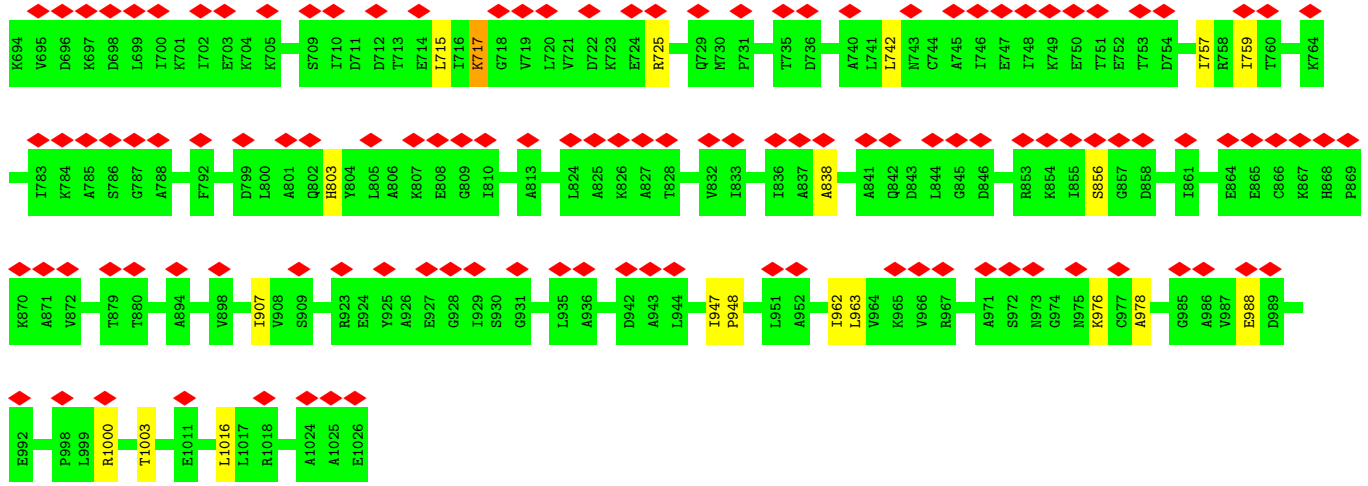 K694 V695 D696 K697 D698 L699 I700 K701 I702 E703 K704 K705 S709 I710 D711 D712 T713 E714 L715 I716 K717 G718 V719 L720 V721 D722 K723 E724 R725 Q729 M730 P731 T735 D736 A740 L741 L742 N743 C744 A745 I746 E747 I748 K749 E750 T751 E752 T753 D754 I757 R758 I759 T760 K764
I783 K784 A785 S786 G787 A788 F792 D799 L800 A801 Q802 H803 Y804 L805 A806 K807 E808 G809 I810 A813 L824 A825 K826 A827 T828 V832 I833 I836 A837 A838 A841 Q842 D843 L844 G845 D846 R853 K854 I855 S856 G857 D858 I861 E864 E865 C866 K867 H868 P869
K870 A871 V872 T879 T880 A894 V898 I907 V908 S909 R923 E924 Y925 A926 E927 G928 I929 S930 G931 L935 A936 D942 A943 L944 I947 P948 L951 A952 I962 L963 V964 K965 V966 R967 A971 S972 N973 G974 N975 K976 C977 A978 G985 A986 V987 E988 D989
E992 P998 L999 R1000 T1003 E1011 L1016 L1017 R1018 A1024 A1025 E1026